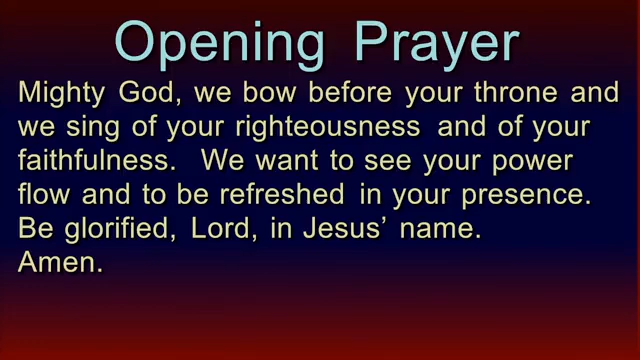 Opening Prayer
Mighty God, we bow before your throne and
we sing of your righteousness and of your
faithfulness. We want to see your power
flow and to be refreshed in your presence.
Be glorified, Lord, in Jesus’ name.
Amen.